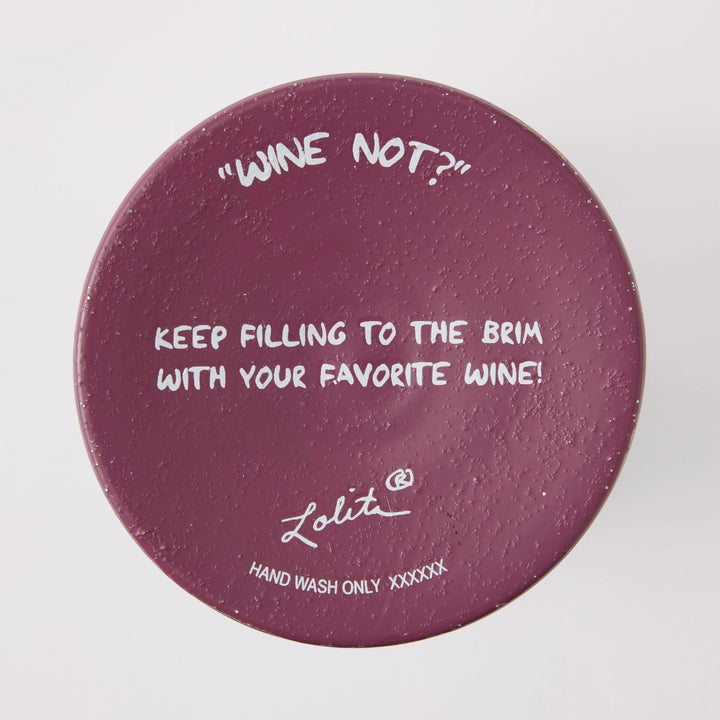 "WINE NOT?"
KEEP FILLING TO THE BRIM
WITH YOUR FAVORITE WINE!
Lolita®
HAND WASH ONLY XXXXXX